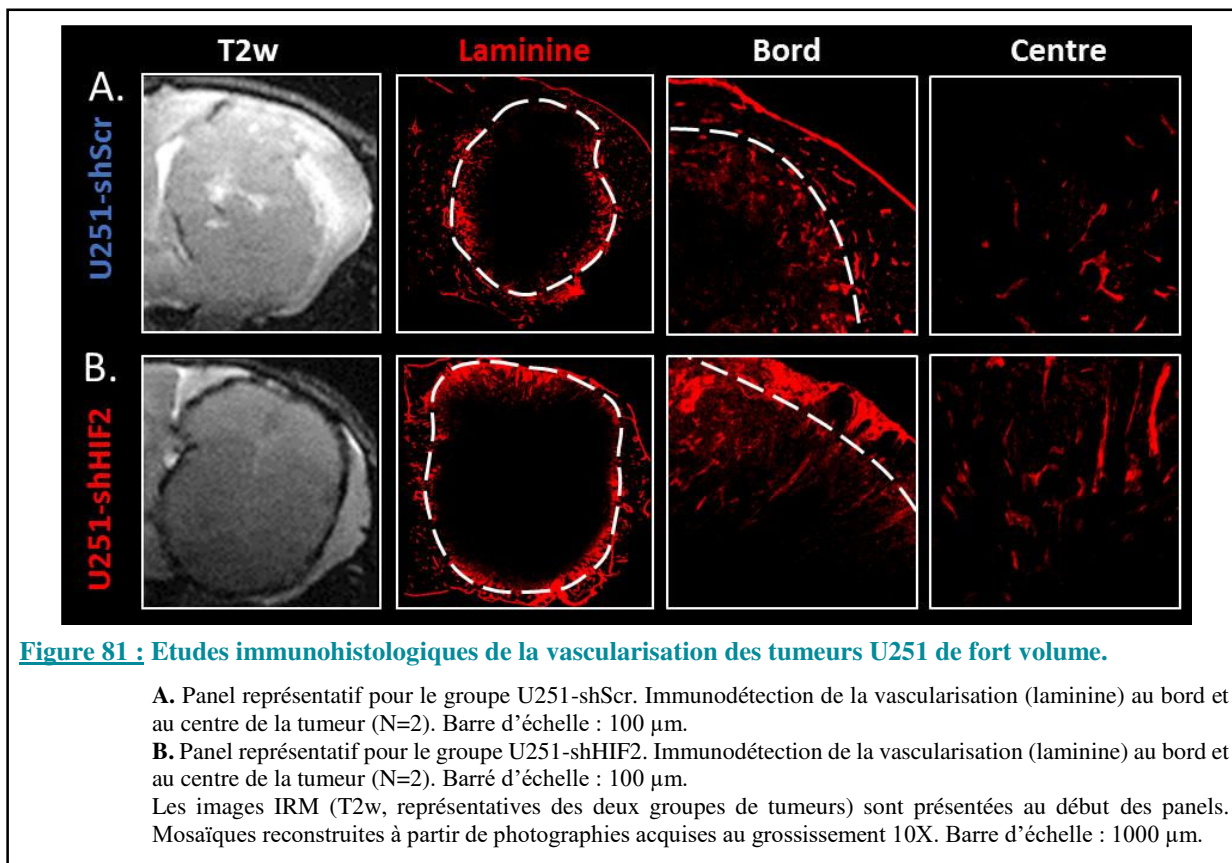 T2w Laminine Bord Centre
A.
U251-shScr
B.
U251-shHIF2
Figure 81 : Etudes immunohistologiques de la vascularisation des tumeurs U251 de fort volume.
A. Panel représentatif pour le groupe U251-shScr. Immunodétection de la vascularisation (laminine) au bord et
au centre de la tumeur (N=2). Barre d’échelle : 100 µm.
B. Panel représentatif pour le groupe U251-shHIF2. Immunodétection de la vascularisation (laminine) au bord et
au centre de la tumeur (N=2). Barré d’échelle : 100 µm.
Les images IRM (T2w, représentatives des deux groupes de tumeurs) sont présentées au début des panels.
Mosaïques reconstruites à partir de photographies acquises au grossissement 10X. Barre d’échelle : 1000 µm.